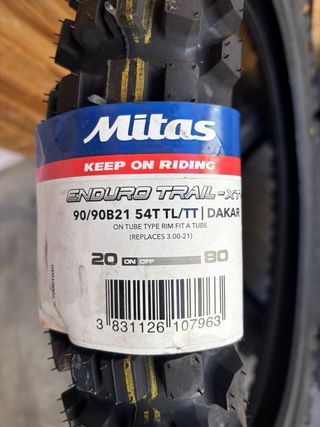 Mitas
KEEP ON RIDING
ENDURO TRAIL-XT+
90/90B21 54T TL/TT | DAKAR
ON TUBE TYPE RIM FIT A TUBE
(REPLACES 3.00-21)
20 ON OFF 80
3 831126 107963